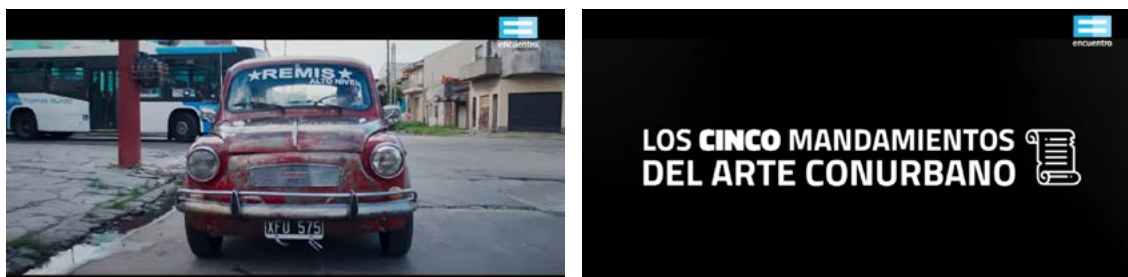 encuentro
★REMIS★
ALTO NIVEL
XFU 575
encuentro
LOS CINCO MANDAMIENTOS
DEL ARTE CONURBANO